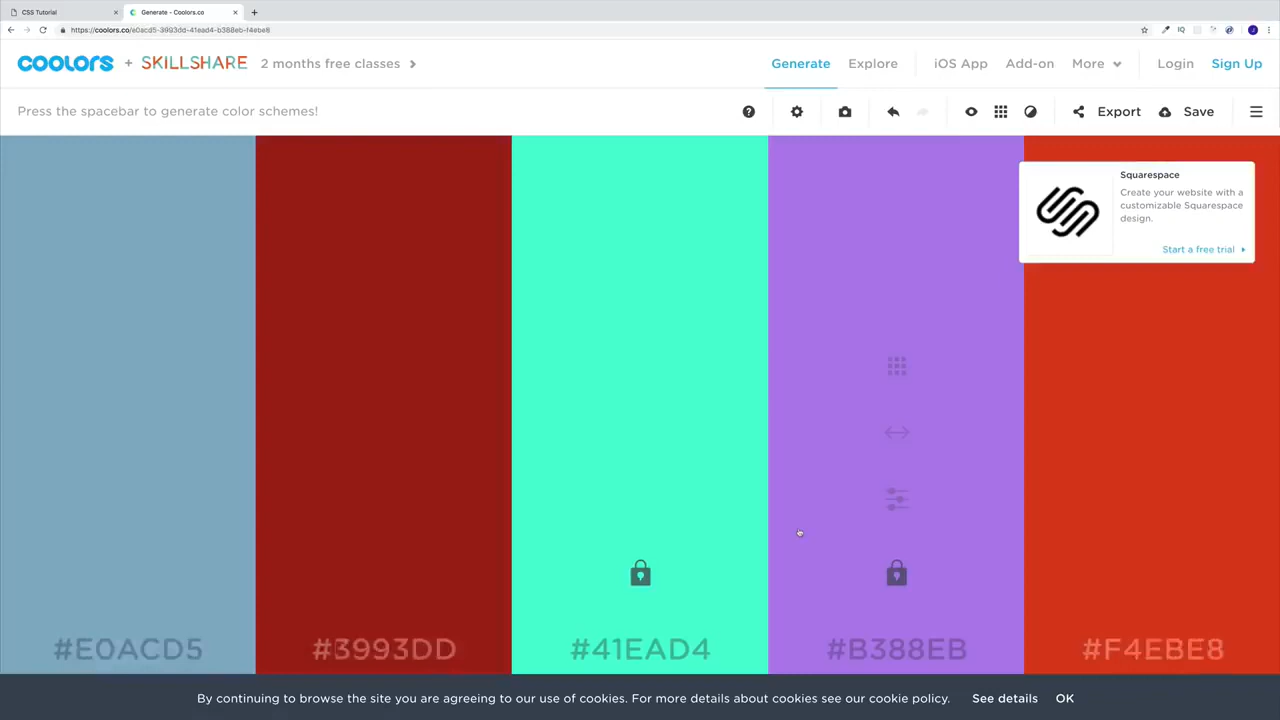 CSS Tutorial
Generate - Coolors.co
https://coolors.co/e0acd5-3993dd-41ead4-b388eb-f4ebe8
coolors + SKILLSHARE 2 months free classes
Generate Explore iOS App Add-on More Login Sign Up
Press the spacebar to generate color schemes!
Export Save
Squarespace
Create your website with a
customizable Squarespace
design.
Start a free trial
#E0ACD5 #3993DD #41EAD4 #B388EB #F4EBE8
By continuing to browse the site you are agreeing to our use of cookies. For more details about cookies see our cookie policy. See details OK